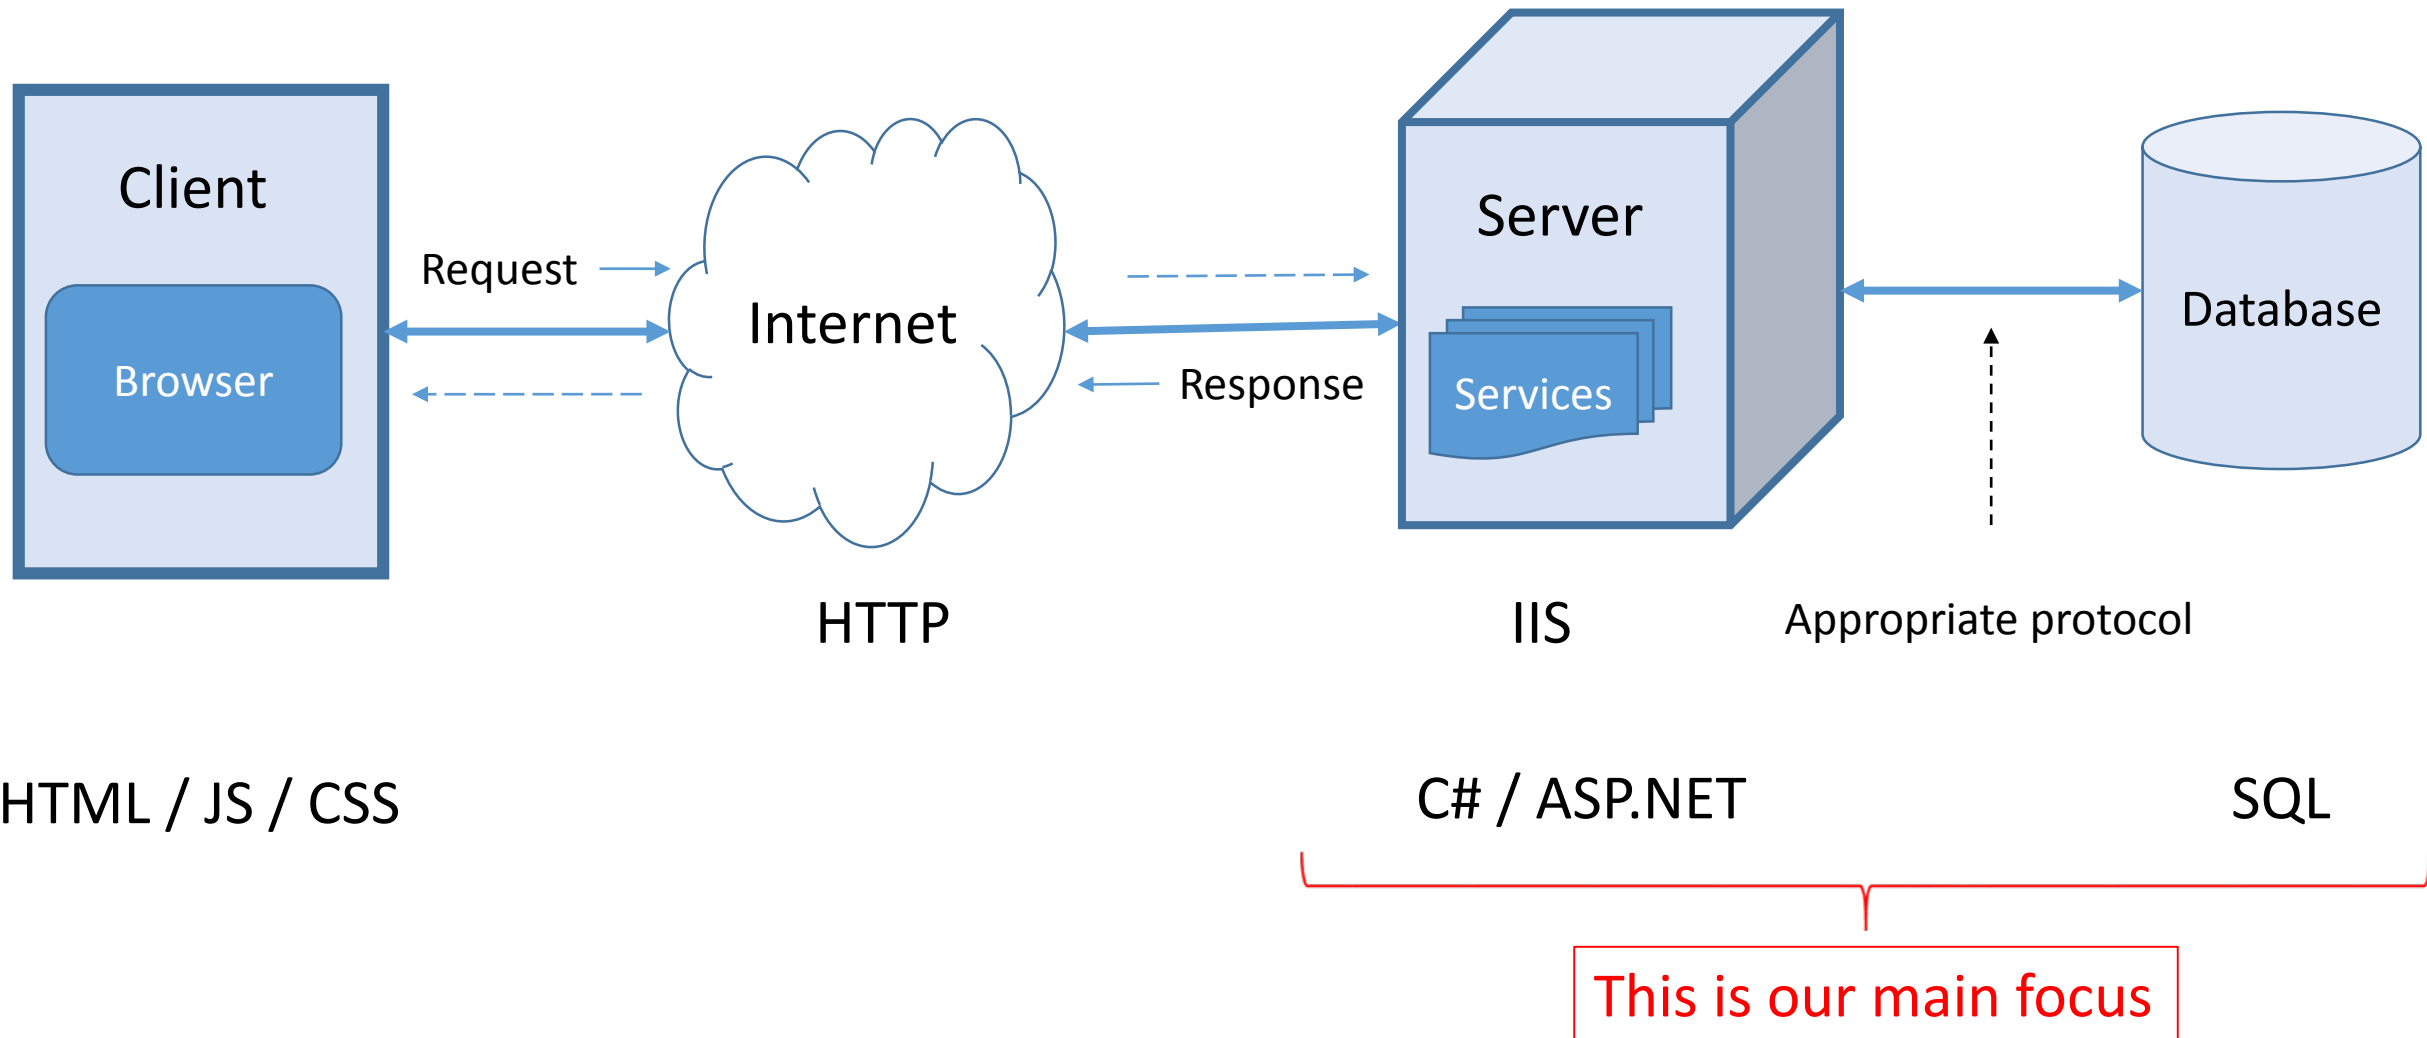 Client
Server
Request
Internet
Database
Browser
Response
Services
HTTP
IIS
Appropriate protocol
HTML / JS / CSS
C# / ASP.NET
SQL
This is our main focus